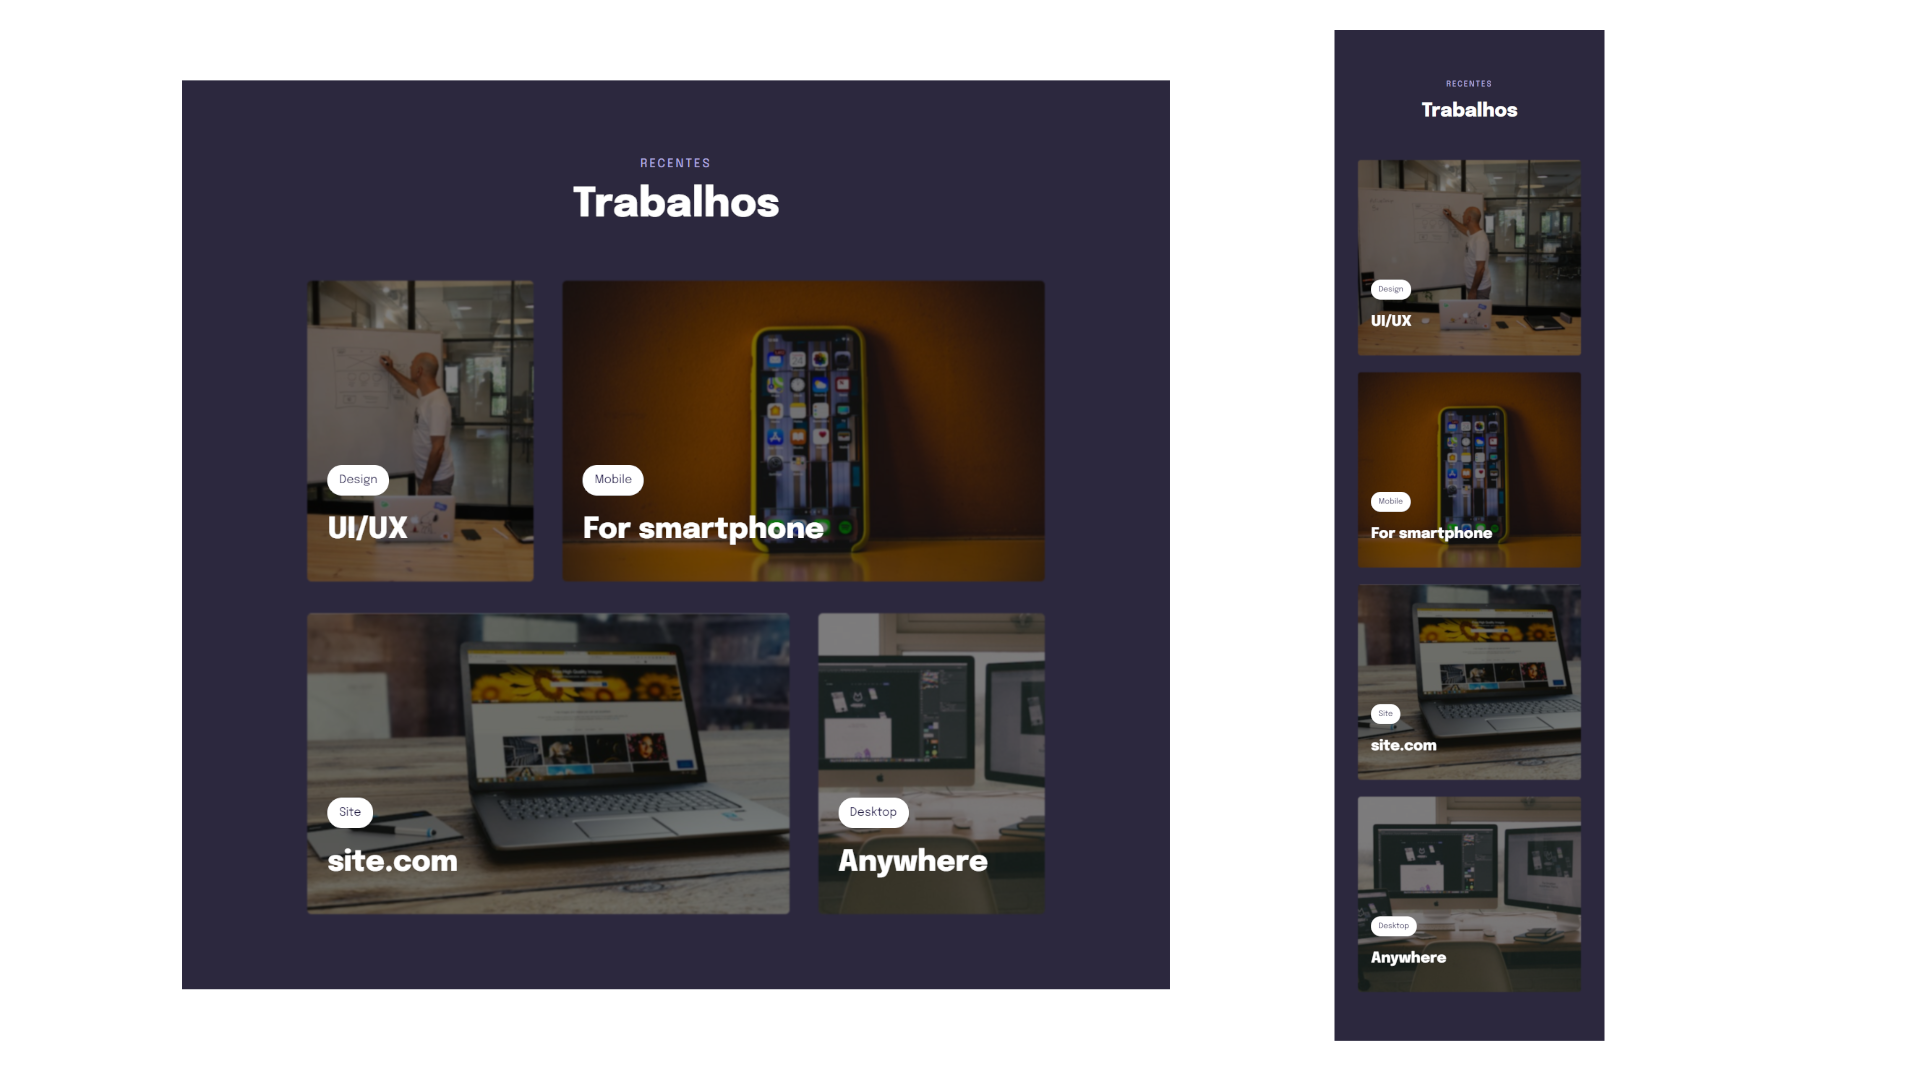 RECENTES
Trabalhos
Design
UI/UX
Mobile
For smartphone
Site
site.com
Desktop
Anywhere
RECENTES
Trabalhos
Design
UI/UX
Mobile
For smartphone
Site
site.com
Desktop
Anywhere